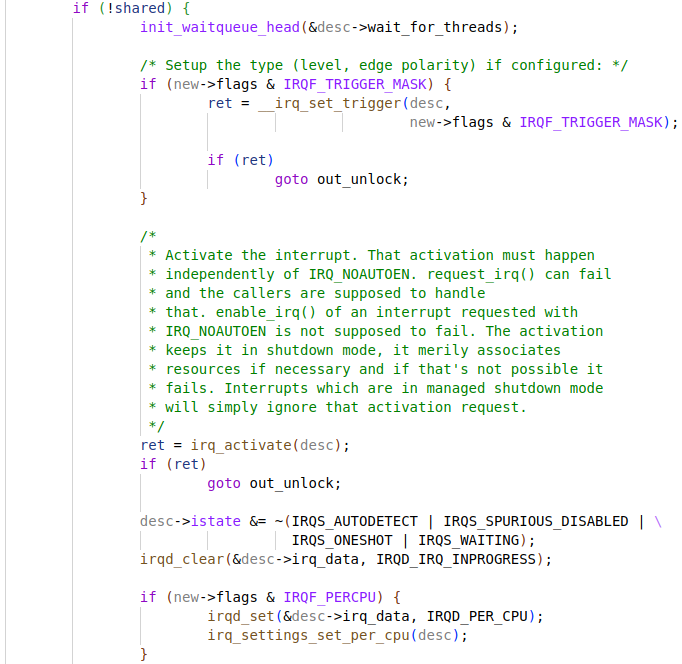 if (!shared) {
init_waitqueue_head(&desc->wait_for_threads);
/* Setup the type (level, edge polarity) if configured: */
if (new->flags & IRQF_TRIGGER_MASK) {
ret = __irq_set_trigger(desc,
new->flags & IRQF_TRIGGER_MASK);
if (ret)
goto out_unlock;
}
/*
* Activate the interrupt. That activation must happen
* independently of IRQ_NOAUTOEN. request_irq() can fail
* and the callers are supposed to handle
* that. enable_irq() of an interrupt requested with
* IRQ_NOAUTOEN is not supposed to fail. The activation
* keeps it in shutdown mode, it merily associates
* resources if necessary and if that's not possible it
* fails. Interrupts which are in managed shutdown mode
* will simply ignore that activation request.
*/
ret = irq_activate(desc);
if (ret)
goto out_unlock;
desc->istate &= ~(IRQS_AUTODETECT | IRQS_SPURIOUS_DISABLED | \
IRQS_ONESHOT | IRQS_WAITING);
irqd_clear(&desc->irq_data, IRQD_IRQ_INPROGRESS);
if (new->flags & IRQF_PERCPU) {
irqd_set(&desc->irq_data, IRQD_PER_CPU);
irq_settings_set_per_cpu(desc);
}